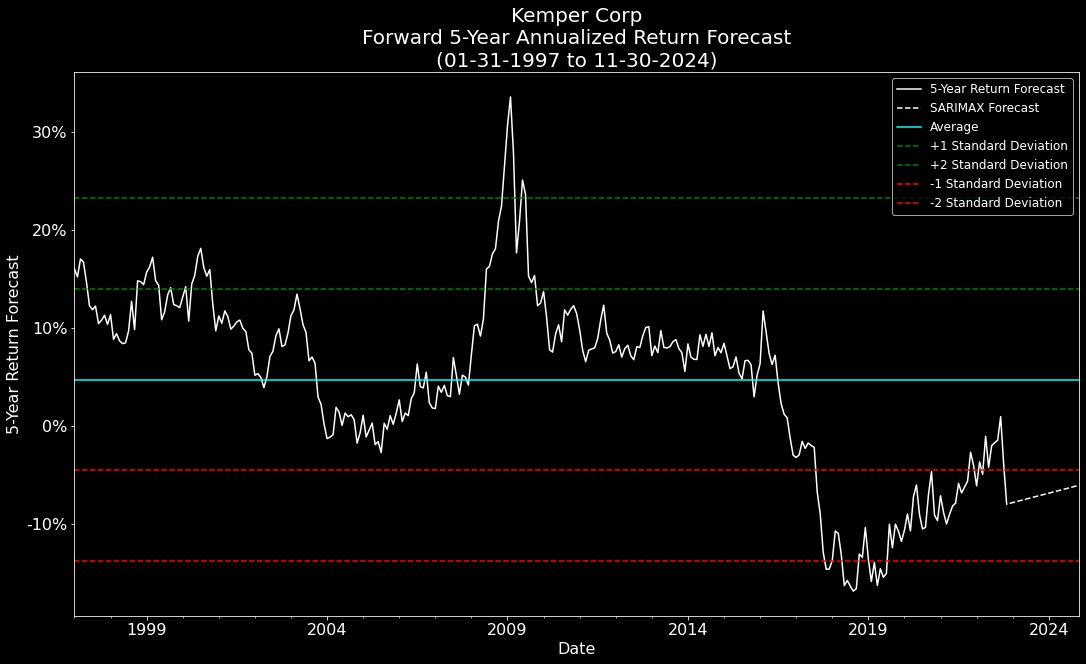 Kemper Corp
Forward 5-Year Annualized Return Forecast
(01-31-1997 to 11-30-2024)
5-Year Return Forecast
SARIMAX Forecast
Average
+1 Standard Deviation
+2 Standard Deviation
-1 Standard Deviation
-2 Standard Deviation
5-Year Return Forecast
30%
20%
10%
0%
-10%
1999
2004
2009
2014
2019
2024
Date